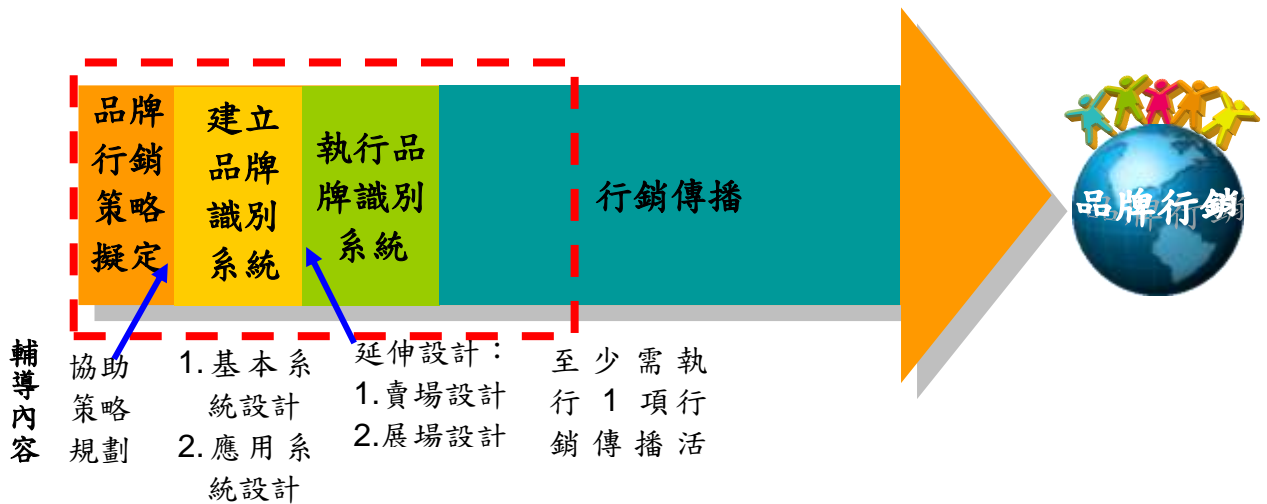 品牌
行銷
策略
擬定
建立
品牌
識別
系統
執行品
牌識別
系統
行銷傳播
品牌行銷
輔導內容
協助
策略
規劃
1.基本系
統設計
2.應用系
統設計
延伸設計：
1.賣場設計
2.展場設計
至少需執
行1項行
銷傳播活